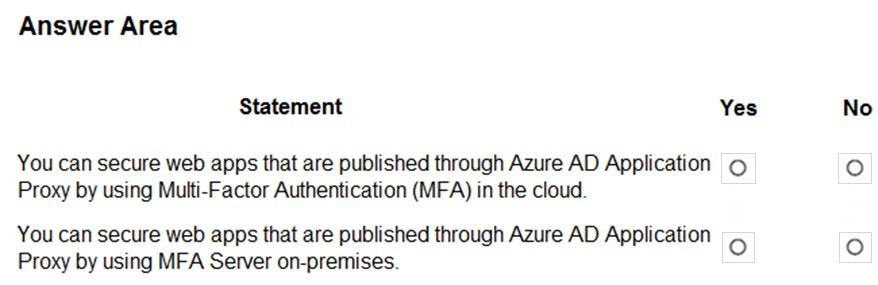 Answer Area
Statement Yes No
You can secure web apps that are published through Azure AD Application
Proxy by using Multi-Factor Authentication (MFA) in the cloud.
You can secure web apps that are published through Azure AD Application
Proxy by using MFA Server on-premises.